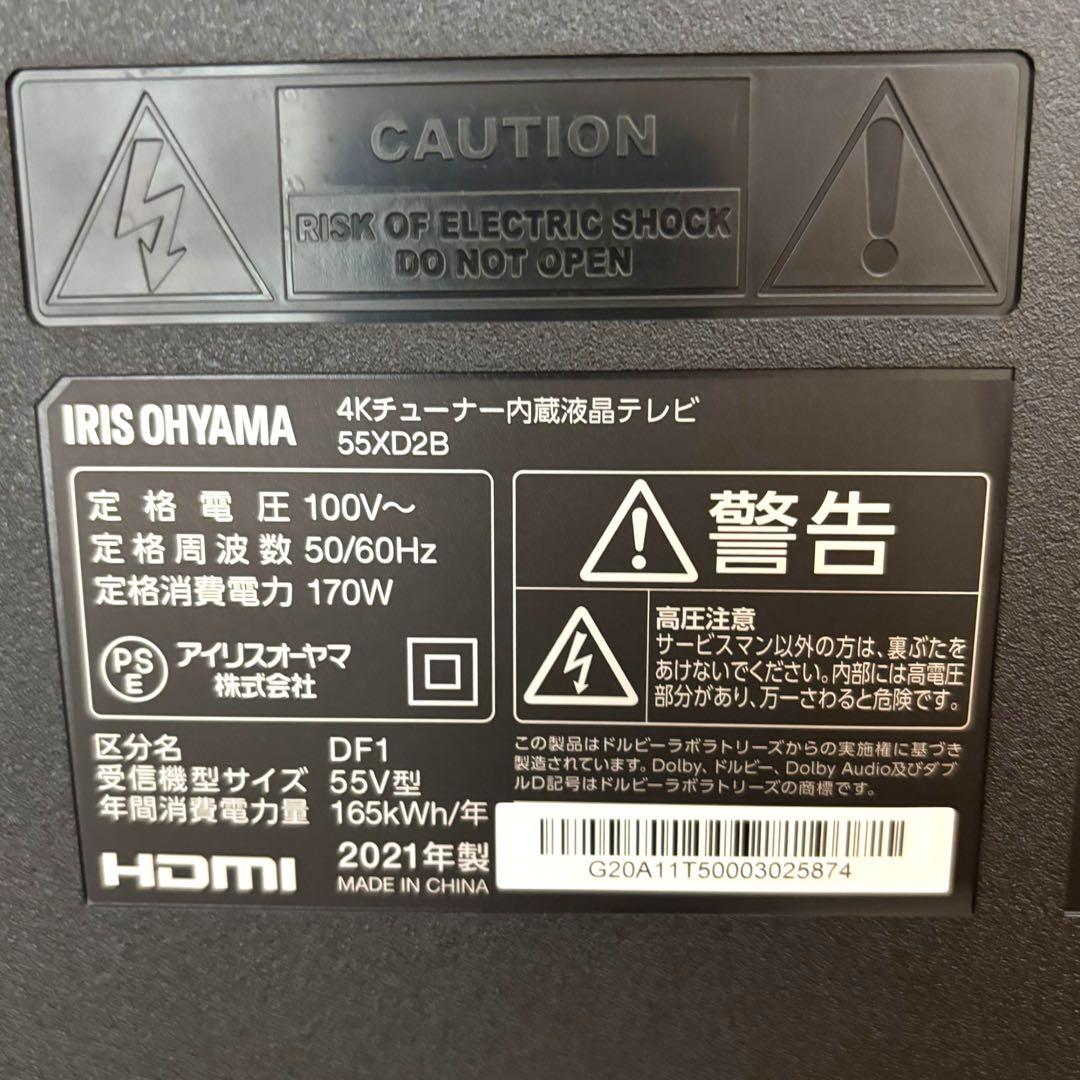 CAUTION
RISK OF ELECTRIC SHOCK
DO NOT OPEN
IRIS OHYAMA
4Kチューナー内蔵液晶テレビ
55XD2B
定格電圧 100V～
定格周波数 50/60Hz
定格消費電力 170W
PS
E
アイリスオーヤマ
株式会社
警告
高圧注意
サービスマン以外の方は、裏ぶたを
あけないでください。内部には高電圧
部分があり、万一さわると危険です。
区分名 DF1
受信機型サイズ 55V型
年間消費電力量 165kWh/年
HDMI
2021年製
MADE IN CHINA
この製品はドルビーラボラトリーズからの実施権に基づき
製造されています。Dolby、ドルビー、Dolby Audio及びダブ
ルD記号はドルビーラボラトリーズの商標です。
G20A11T50003025874